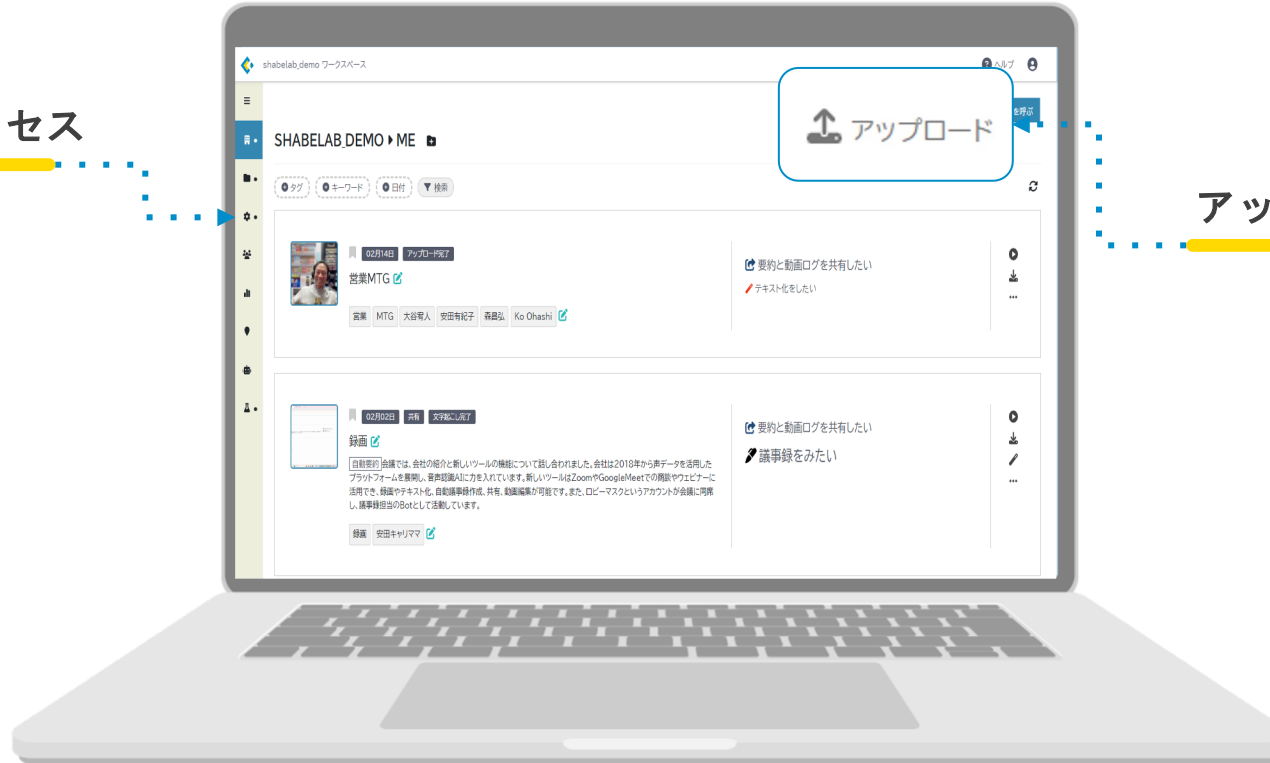 shabelab_demo ワークスペース
ヘルプ
セス
を呼ぶ
アップロード
SHABELAB_DEMO ▸ ME
タグ キーワード 日付 検索
アッ
02月14日 アップロード完了
営業MTG
営業 MTG 大谷宥人 安田有紀子 森昌弘 Ko Ohashi
要約と動画ログを共有したい
テキスト化をしたい
02月02日 共有 文字起こし完了
録画
自動要約 会議では、会社の紹介と新しいツールの機能について話し合われました。会社は2018年から声データを活用した
プラットフォームを展開し、音声認識AIに力を入れています。新しいツールはZoomやGoogleMeetでの商談やウェビナーに
活用でき、録画やテキスト化、自動議事録作成、共有、動画編集が可能です。また、ロビーマスクというアカウントが会議に同席
し、議事録担当のBotとして活動しています。
録画 安田キャリママ
要約と動画ログを共有したい
議事録をみたい